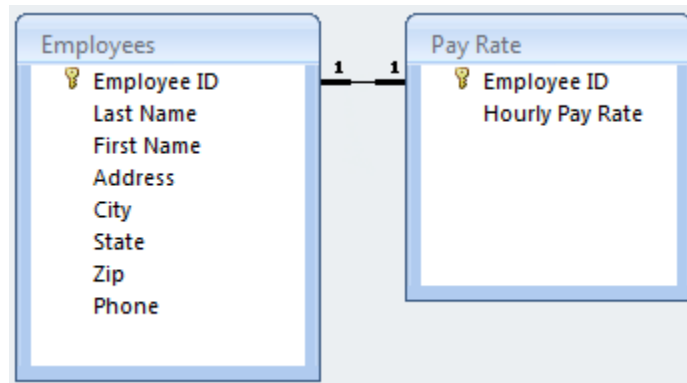 Employees
Employee ID
Last Name
First Name
Address
City
State
Zip
Phone
1 1
Pay Rate
Employee ID
Hourly Pay Rate